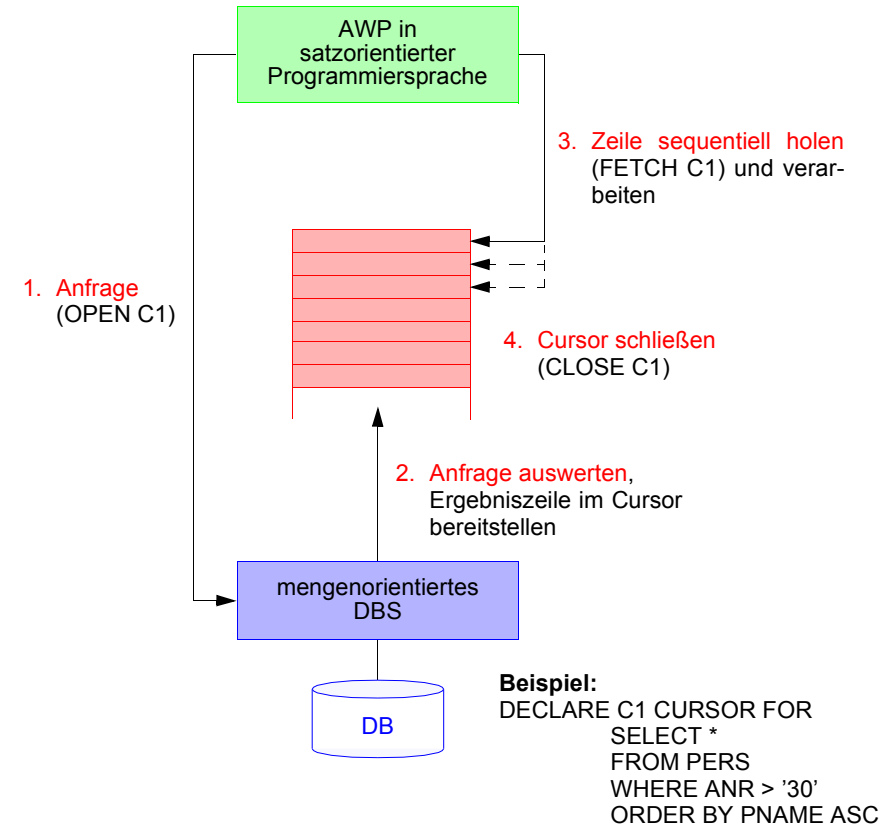 AWP in
satzorientierter
Programmiersprache
3. Zeile sequentiell holen
(FETCH C1) und verar-
beiten
1. Anfrage
(OPEN C1)
4. Cursor schließen
(CLOSE C1)
2. Anfrage auswerten,
Ergebniszeile im Cursor
bereitstellen
mengenorientiertes
DBS
DB
Beispiel:
DECLARE C1 CURSOR FOR
SELECT *
FROM PERS
WHERE ANR > ’30’
ORDER BY PNAME ASC